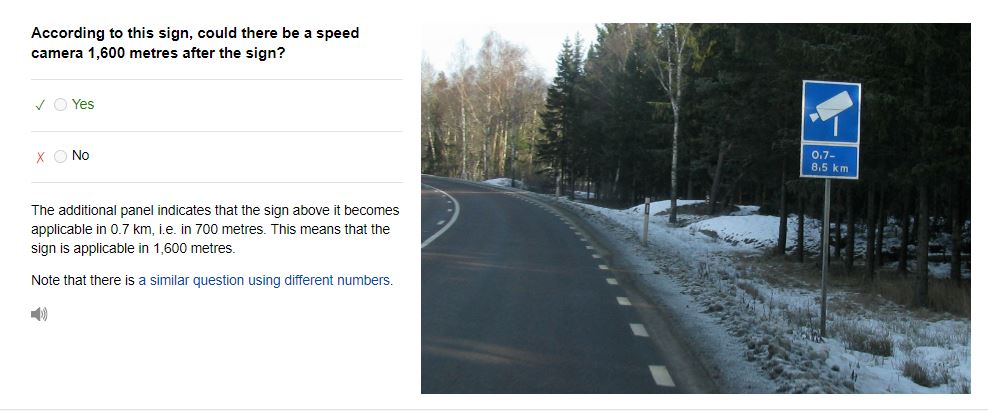 According to this sign, could there be a speed
camera 1,600 metres after the sign?
✓ Yes
X No
The additional panel indicates that the sign above it becomes
applicable in 0.7 km, i.e. in 700 metres. This means that the
sign is applicable in 1,600 metres.
Note that there is a similar question using different numbers.
0,7-
8,5 km